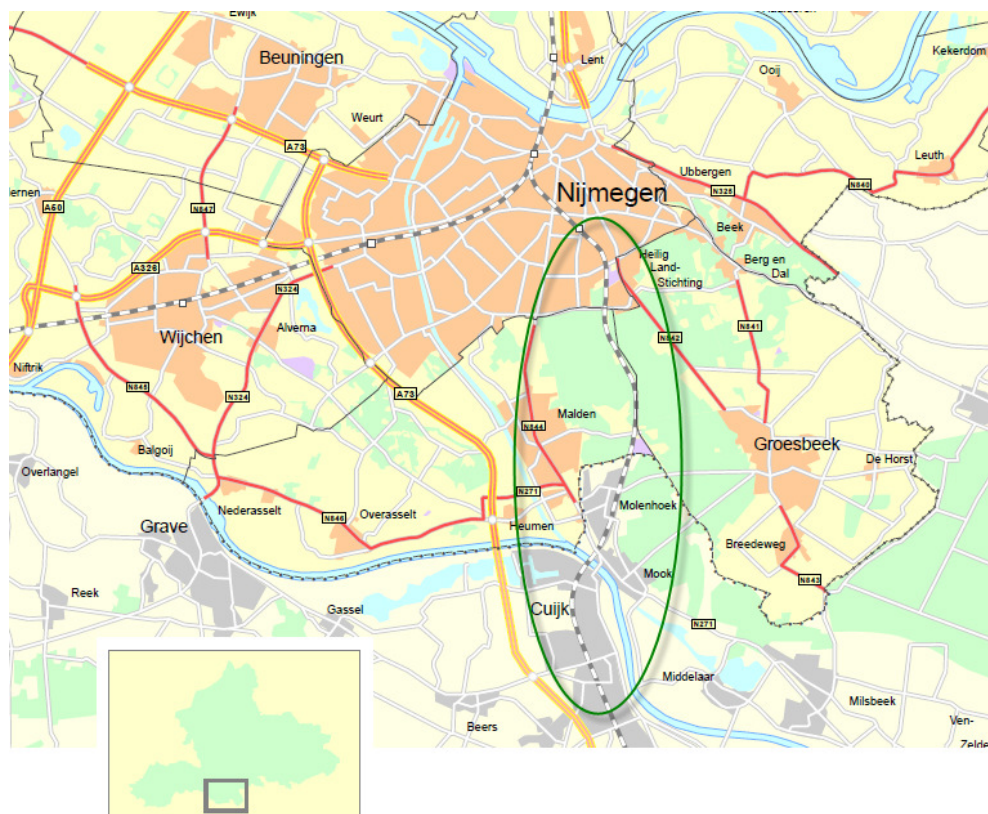 Ewijk
Kekerdom
Beuningen
Lent
Ooij
Weurt
A73
Leuth
Ubbergen
N840
N325
Nijmegen
A50
N847
Beek
Heilig
Land-
Stichting
Berg en
Dal
A326
N324
Alverna
Wijchen
N842
N841
Niftrik
N845
N324
A73
Malden
N844
Groesbeek
Balgoij
De Horst
Overlangel
N271
Nederasselt
Molenhoek
Grave
N846
Overasselt
Heumen
Breedeweg
Mook
N843
Reek
Gassel
Cuijk
N271
Middelaar
Milsbeek
Beers
Ven-
Zelde